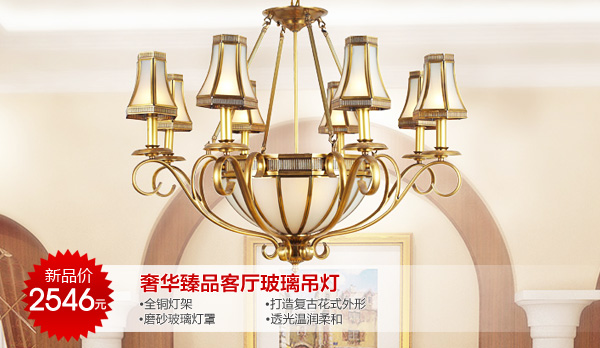 新品价
2546元
奢华臻品客厅玻璃吊灯
•全铜灯架 •打造复古花式外形
•磨砂玻璃灯罩 •透光温润柔和